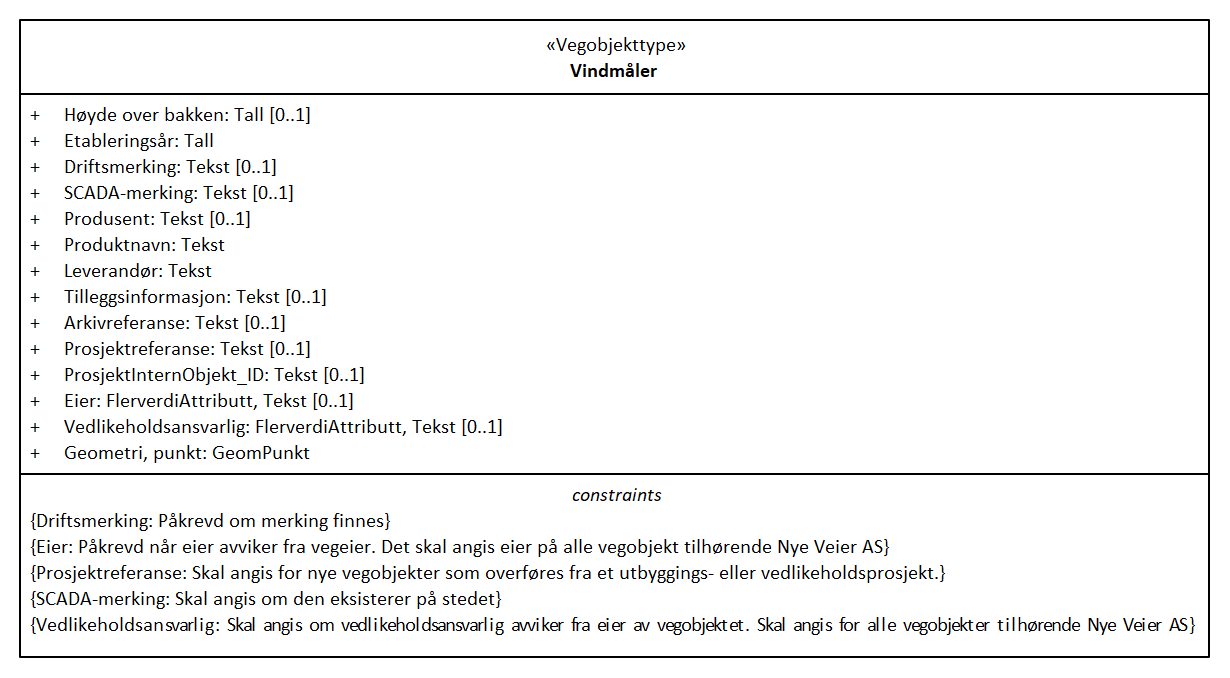 «Vegobjekttype»
Vindmåler
+ Høyde over bakken: Tall [0..1]
+ Etableringsår: Tall
+ Driftsmerking: Tekst [0..1]
+ SCADA-merking: Tekst [0..1]
+ Produsent: Tekst [0..1]
+ Produktnavn: Tekst
+ Leverandør: Tekst
+ Tilleggsinformasjon: Tekst [0..1]
+ Arkivreferanse: Tekst [0..1]
+ Prosjektreferanse: Tekst [0..1]
+ ProsjektInternObjekt_ID: Tekst [0..1]
+ Eier: FlerverdiAttributt, Tekst [0..1]
+ Vedlikeholdsansvarlig: FlerverdiAttributt, Tekst [0..1]
+ Geometri, punkt: GeomPunkt
constraints
{Driftsmerking: Påkrevd om merking finnes}
{Eier: Påkrevd når eier avviker fra vegeier. Det skal angis eier på alle vegobjekt tilhørende Nye Veier AS}
{Prosjektreferanse: Skal angis for nye vegobjekter som overføres fra et utbyggings- eller vedlikeholdsprosjekt.}
{SCADA-merking: Skal angis om den eksisterer på stedet}
{Vedlikeholdsansvarlig: Skal angis om vedlikeholdsansvarlig avviker fra eier av vegobjektet. Skal angis for alle vegobjekter tilhørende Nye Veier AS}